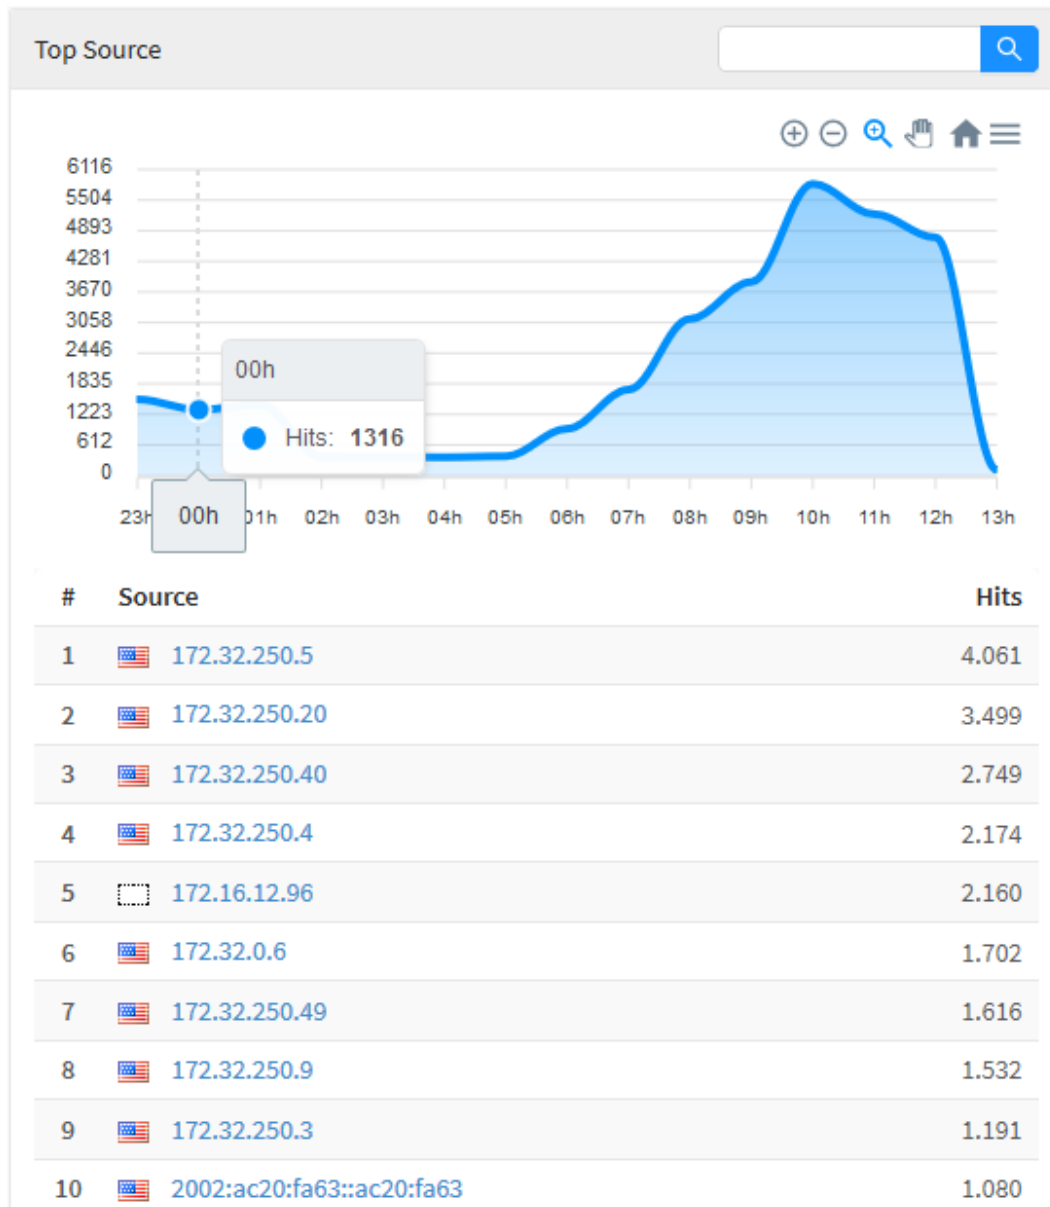 Top Source
6116
5504
4893
4281
3670
3058
2446
1835
1223
612
0
00h
Hits: 1316
23h 00h 01h 02h 03h 04h 05h 06h 07h 08h 09h 10h 11h 12h 13h
# Source Hits
1 172.32.250.5 4.061
2 172.32.250.20 3.499
3 172.32.250.40 2.749
4 172.32.250.4 2.174
5 172.16.12.96 2.160
6 172.32.0.6 1.702
7 172.32.250.49 1.616
8 172.32.250.9 1.532
9 172.32.250.3 1.191
10 2002:ac20:fa63::ac20:fa63 1.080